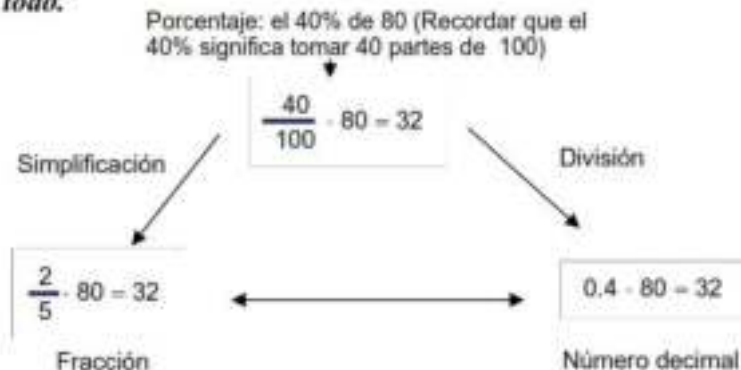 todo.
Porcentaje: el 40% de 80 (Recordar que el
40% significa tomar 40 partes de 100)
40
100 · 80 = 32
Simplificación
División
2
5 · 80 = 32
0.4 · 80 = 32
Fracción
Número decimal